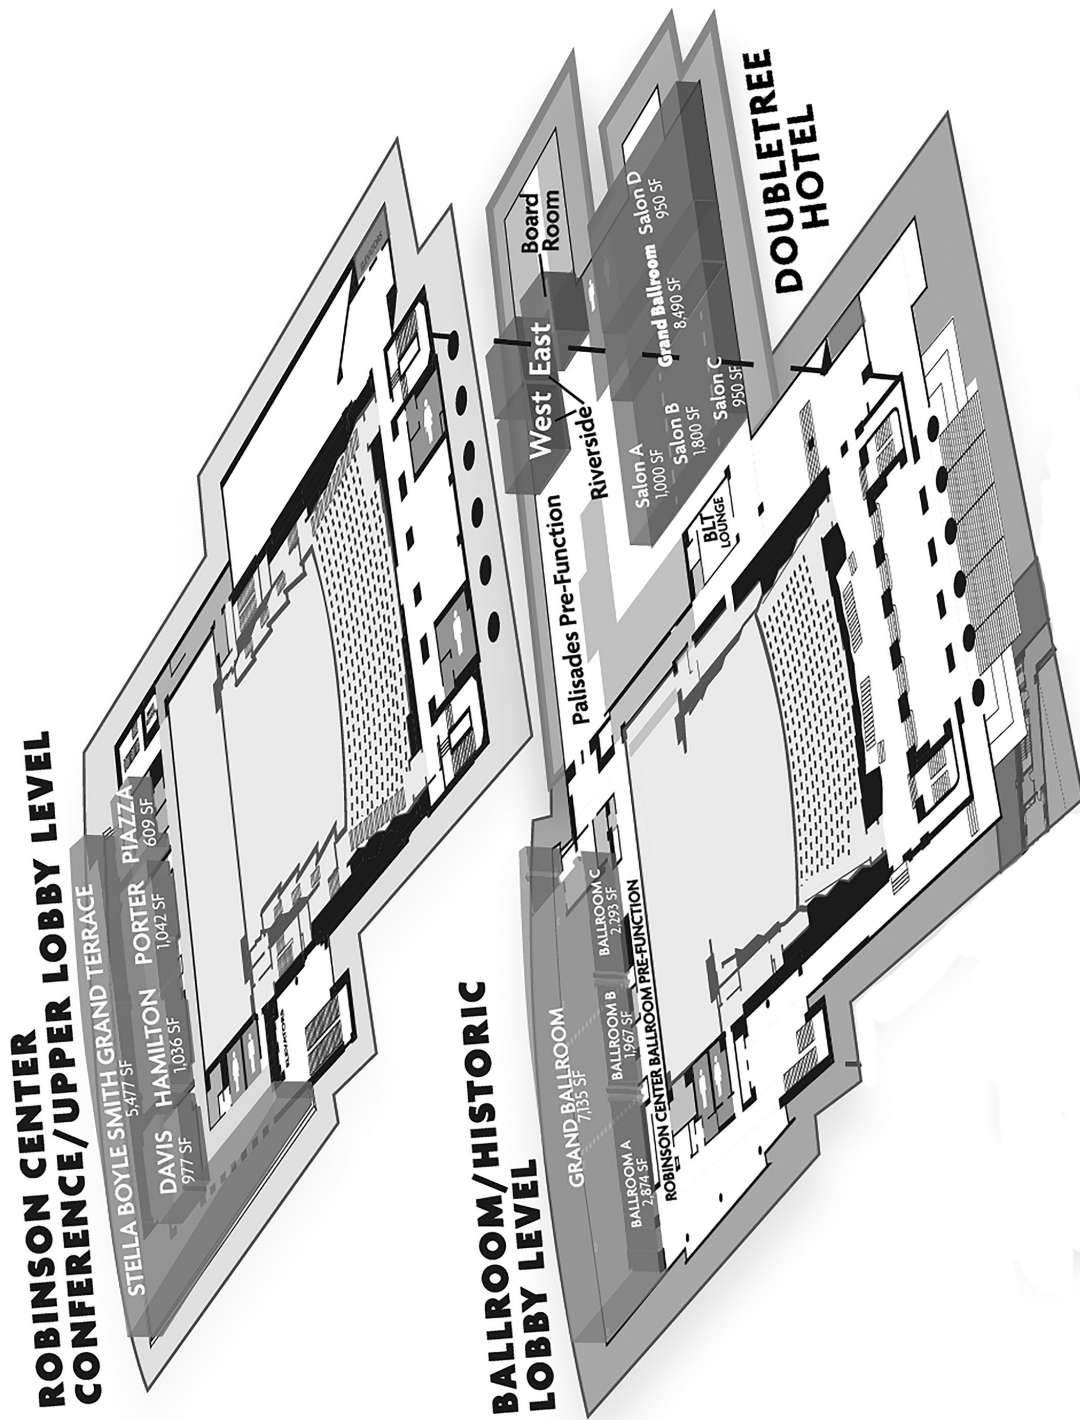 ROBINSON CENTER
CONFERENCE/UPPER LOBBY LEVEL
STELLA BOYLE SMITH GRAND TERRACE
5,477 SF
DAVIS
977 SF
HAMILTON
1,036 SF
PORTER
1,042 SF
PIAZZA
609 SF
ELEVATORS
BALLROOM/HISTORIC
LOBBY LEVEL
GRAND BALLROOM
7,135 SF
BALLROOM A
2,874 SF
BALLROOM B
1,967 SF
BALLROOM C
2,293 SF
ROBINSON CENTER BALLROOM PRE-FUNCTION
Palisades Pre-Function
Riverside
West
East
Board
Room
Salon A
1,000 SF
Salon B
1,800 SF
Salon C
950 SF
Grand Ballroom
8,490 SF
Salon D
950 SF
BLT
LOUNGE
DOUBLETREE
HOTEL